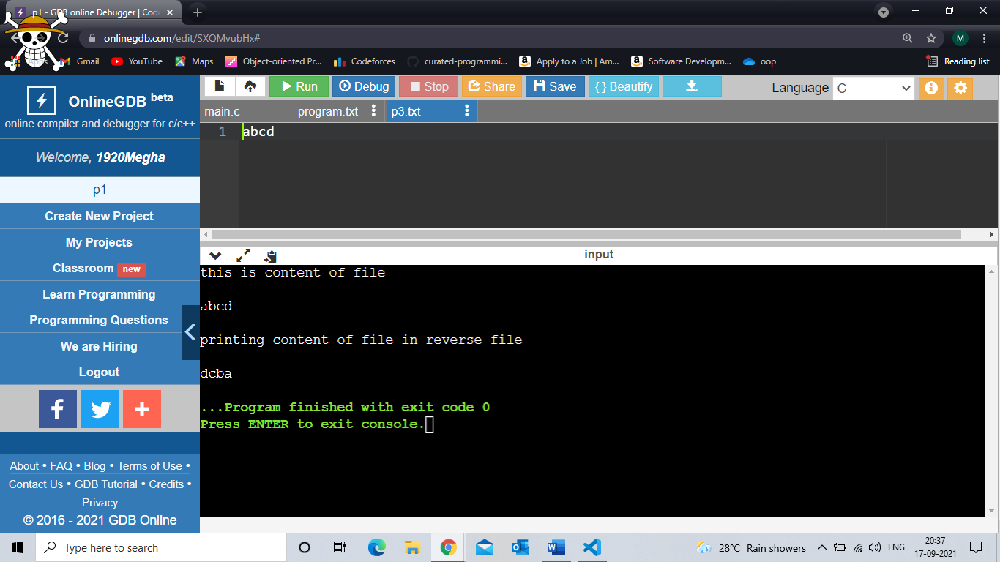 p1 - GDB online Debugger | Cod
onlinegdb.com/edit/SXQMvubHx#
M
Apps
Gmail
YouTube
Maps
Object-oriented Pr...
Codeforces
curated-programmi...
Apply to a Job | Am...
Software Developm...
oop
Reading list
OnlineGDB beta
online compiler and debugger for c/c++
Welcome, 1920Megha
p1
Create New Project
My Projects
Classroom new
Learn Programming
Programming Questions
We are Hiring
Logout
About • FAQ • Blog • Terms of Use •
Contact Us • GDB Tutorial • Credits •
Privacy
© 2016 - 2021 GDB Online
Run
Debug
Stop
Share
Save
{ } Beautify
Language C
main.c
program.txt
p3.txt
1 abcd
input
this is content of file
abcd
printing content of file in reverse file
dcba
...Program finished with exit code 0
Press ENTER to exit console.
Type here to search
28°C Rain showers
ENG
20:37
17-09-2021